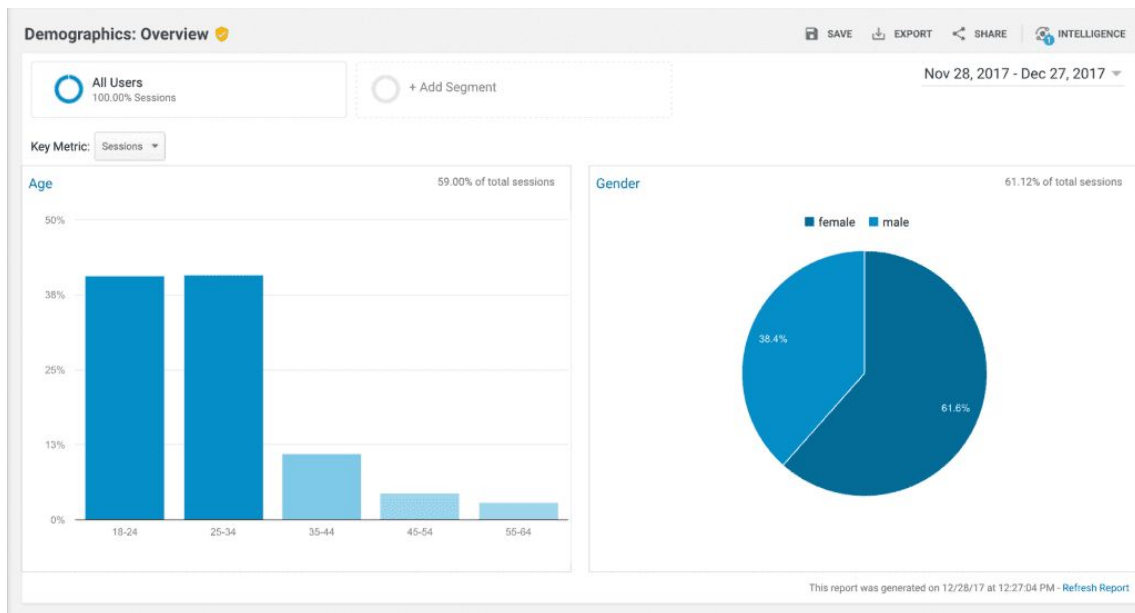 Demographics: Overview
SAVE
EXPORT
SHARE
INTELLIGENCE
1
All Users
100.00% Sessions
+ Add Segment
Nov 28, 2017 - Dec 27, 2017
Key Metric: Sessions
Age
59.00% of total sessions
50%
38%
25%
13%
0%
18-24 25-34 35-44 45-54 55-64
Gender
61.12% of total sessions
female male
38.4%
61.6%
This report was generated on 12/28/17 at 12:27:04 PM - Refresh Report